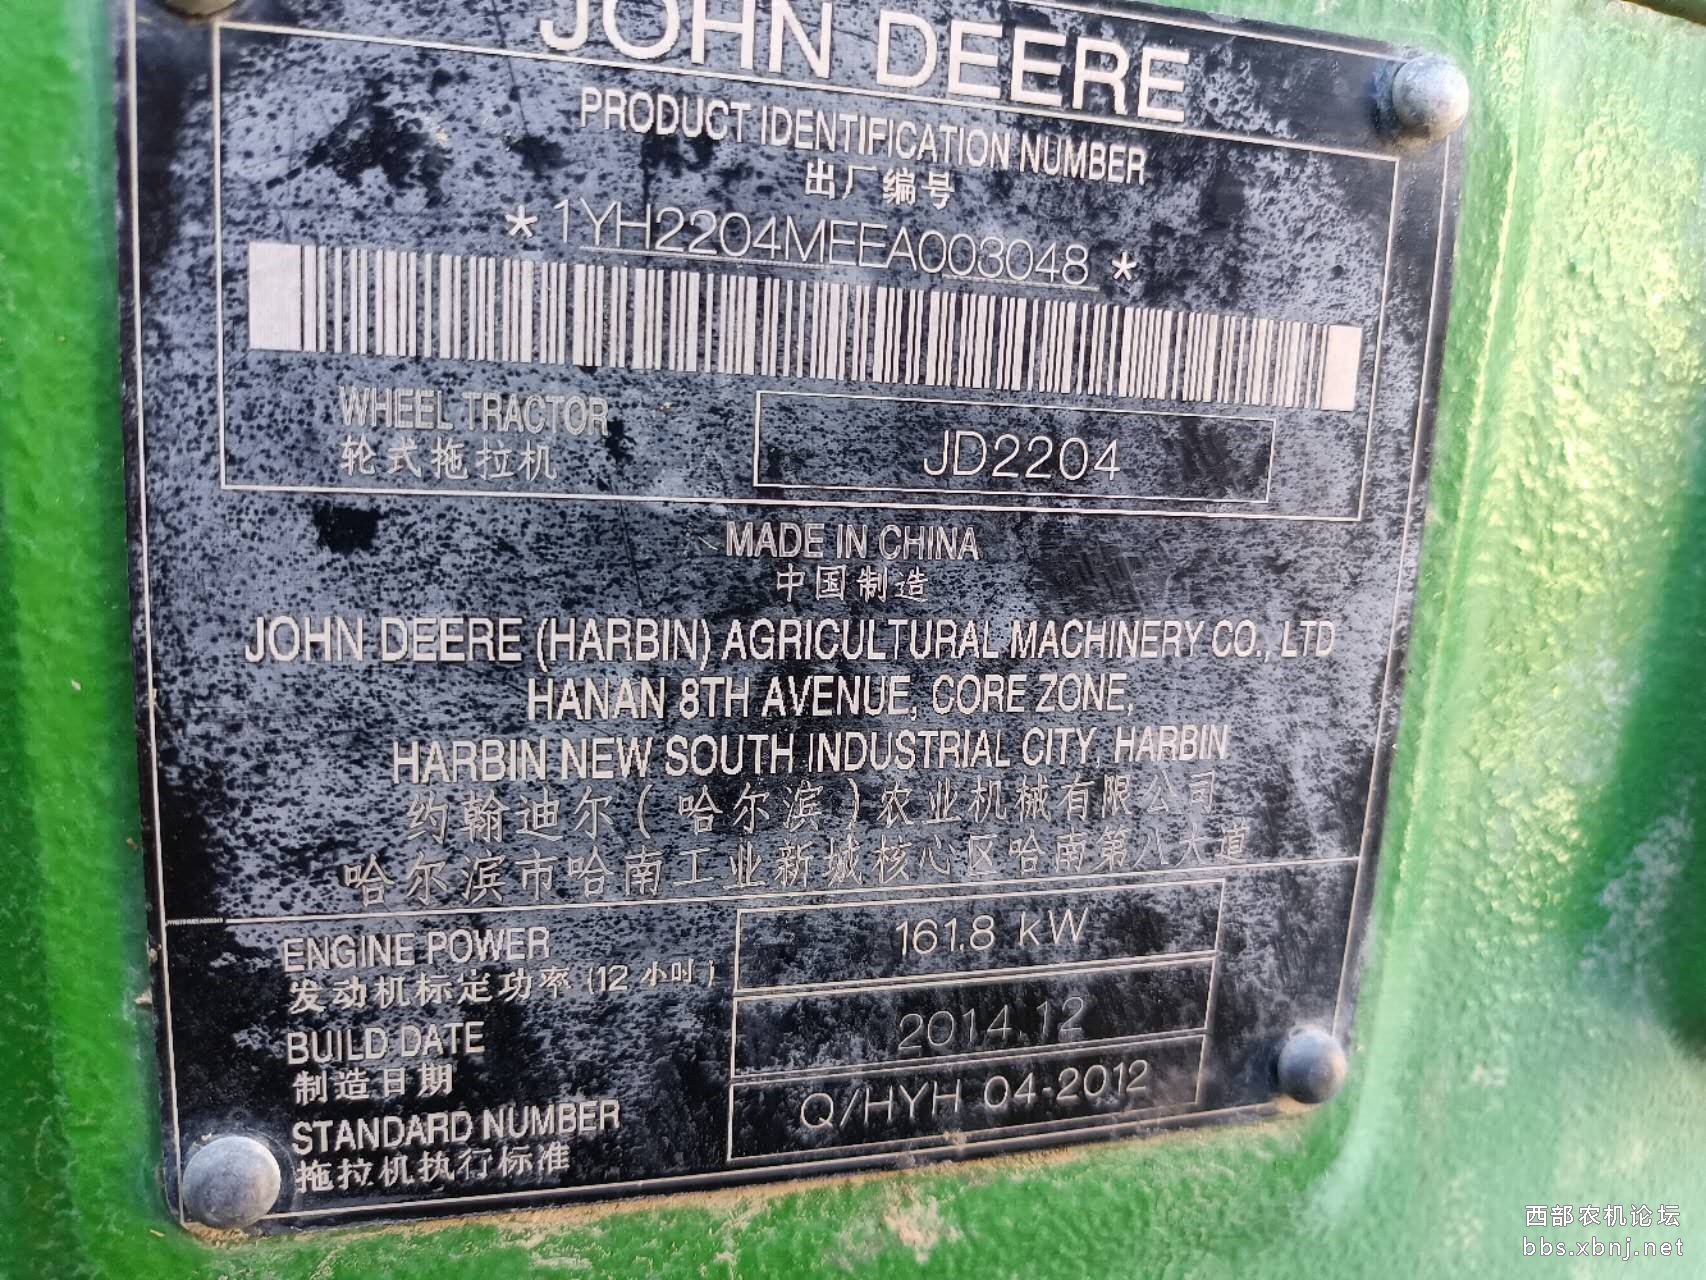 JOHN DEERE
PRODUCT IDENTIFICATION NUMBER
出厂编号
*1YH2204MEEA003048*
WHEEL TRACTOR
轮式拖拉机
JD2204
MADE IN CHINA
中国制造
JOHN DEERE (HARBIN) AGRICULTURAL MACHINERY CO., LTD
HANAN 8TH AVENUE, CORE ZONE,
HARBIN NEW SOUTH INDUSTRIAL CITY, HARBIN
约翰迪尔(哈尔滨)农业机械有限公司
哈尔滨市哈南工业新城核心区哈南第八大道
ENGINE POWER
发动机标定功率(12小时)
161.8 kW
BUILD DATE
制造日期
2014.12
STANDARD NUMBER
拖拉机执行标准
Q/HYH 04-2012
西部农机论坛
bbs.xbnj.net